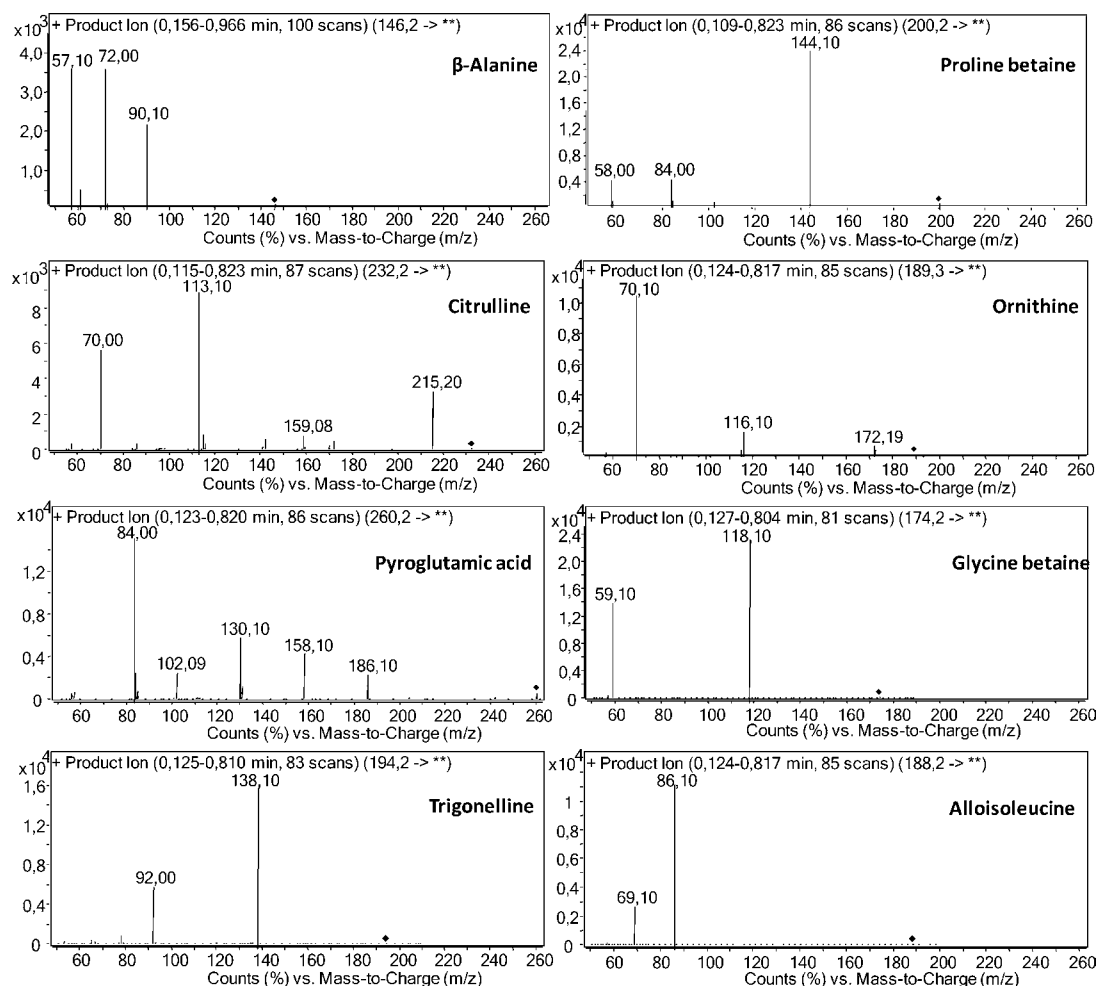 x10³ + Product Ion (0,156-0,966 min, 100 scans) (146,2 -> **)
57,10 72,00
4,0
β-Alanine
3,0
90,10
2,0
1,0
60 80 100 120 140 160 180 200 220 240 260
Counts (%) vs. Mass-to-Charge (m/z)
x10⁴ + Product Ion (0,109-0,823 min, 86 scans) (200,2 -> **)
144,10
2,4
Proline betaine
2,0
1,6
1,2
0,8
58,00 84,00
0,4
60 80 100 120 140 160 180 200 220 240 260
Counts (%) vs. Mass-to-Charge (m/z)
x10³ + Product Ion (0,115-0,823 min, 87 scans) (232,2 -> **)
113,10
8
Citrulline
6
70,00
4
215,20
2
159,08
0
60 80 100 120 140 160 180 200 220 240 260
Counts (%) vs. Mass-to-Charge (m/z)
x10⁴ + Product Ion (0,124-0,817 min, 85 scans) (189,3 -> **)
70,10
1,0
Ornithine
0,8
0,6
0,4
116,10
0,2
172,19
60 80 100 120 140 160 180 200 220 240 260
Counts (%) vs. Mass-to-Charge (m/z)
x10⁴ + Product Ion (0,123-0,820 min, 86 scans) (260,2 -> **)
84,00
Pyroglutamic acid
1,2
0,8
130,10
158,10
0,4
102,09
186,10
0
60 80 100 120 140 160 180 200 220 240 260
Counts (%) vs. Mass-to-Charge (m/z)
x10⁴ + Product Ion (0,127-0,804 min, 81 scans) (174,2 -> **)
118,10
2,4
Glycine betaine
2,0
1,6
59,10
1,2
0,8
0,4
0
60 80 100 120 140 160 180 200 220 240 260
Counts (%) vs. Mass-to-Charge (m/z)
x10⁴ + Product Ion (0,125-0,810 min, 83 scans) (194,2 -> **)
138,10
1,6
Trigonelline
1,2
0,8
92,00
0,4
0
60 80 100 120 140 160 180 200 220 240 260
Counts (%) vs. Mass-to-Charge (m/z)
x10⁴ + Product Ion (0,124-0,817 min, 85 scans) (188,2 -> **)
86,10
1
Alloisoleucine
0,8
0,6
0,4
69,10
0,2
0
60 80 100 120 140 160 180 200 220 240 260
Counts (%) vs. Mass-to-Charge (m/z)